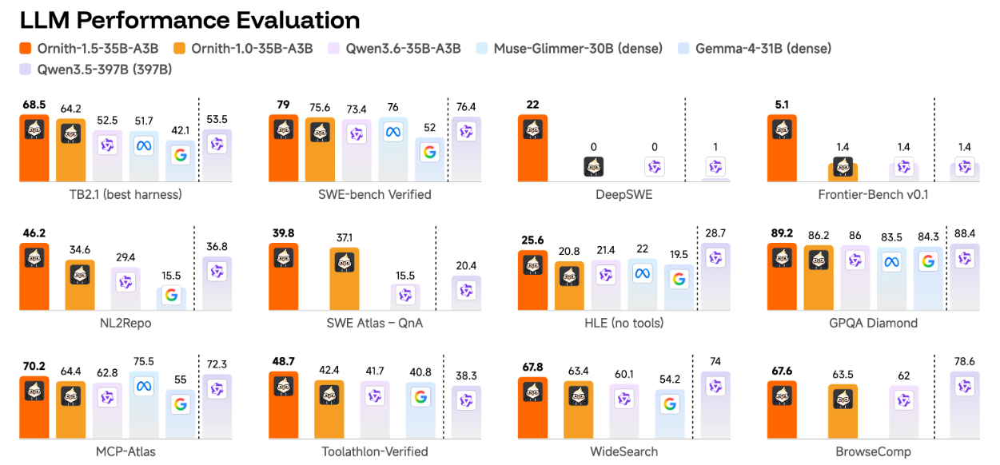 LLM Performance Evaluation
Ornith-1.5-35B-A3B Ornith-1.0-35B-A3B Qwen3.6-35B-A3B Muse-Glimmer-30B (dense) Gemma-4-31B (dense)
Qwen3.5-397B (397B)
68.5 64.2 52.5 51.7 42.1 53.5
TB2.1 (best harness)
79 75.6 73.4 76 52 76.4
SWE-bench Verified
22 0 0 1
DeepSWE
5.1 1.4 1.4 1.4
Frontier-Bench v0.1
46.2 34.6 29.4 15.5 36.8
NL2Repo
39.8 37.1 15.5 20.4
SWE Atlas – QnA
25.6 20.8 21.4 22 19.5 28.7
HLE (no tools)
89.2 86.2 86 83.5 84.3 88.4
GPQA Diamond
70.2 64.4 62.8 75.5 55 72.3
MCP-Atlas
48.7 42.4 41.7 40.8 38.3
Toolathlon-Verified
67.8 63.4 60.1 54.2 74
WideSearch
67.6 63.5 62 78.6
BrowseComp